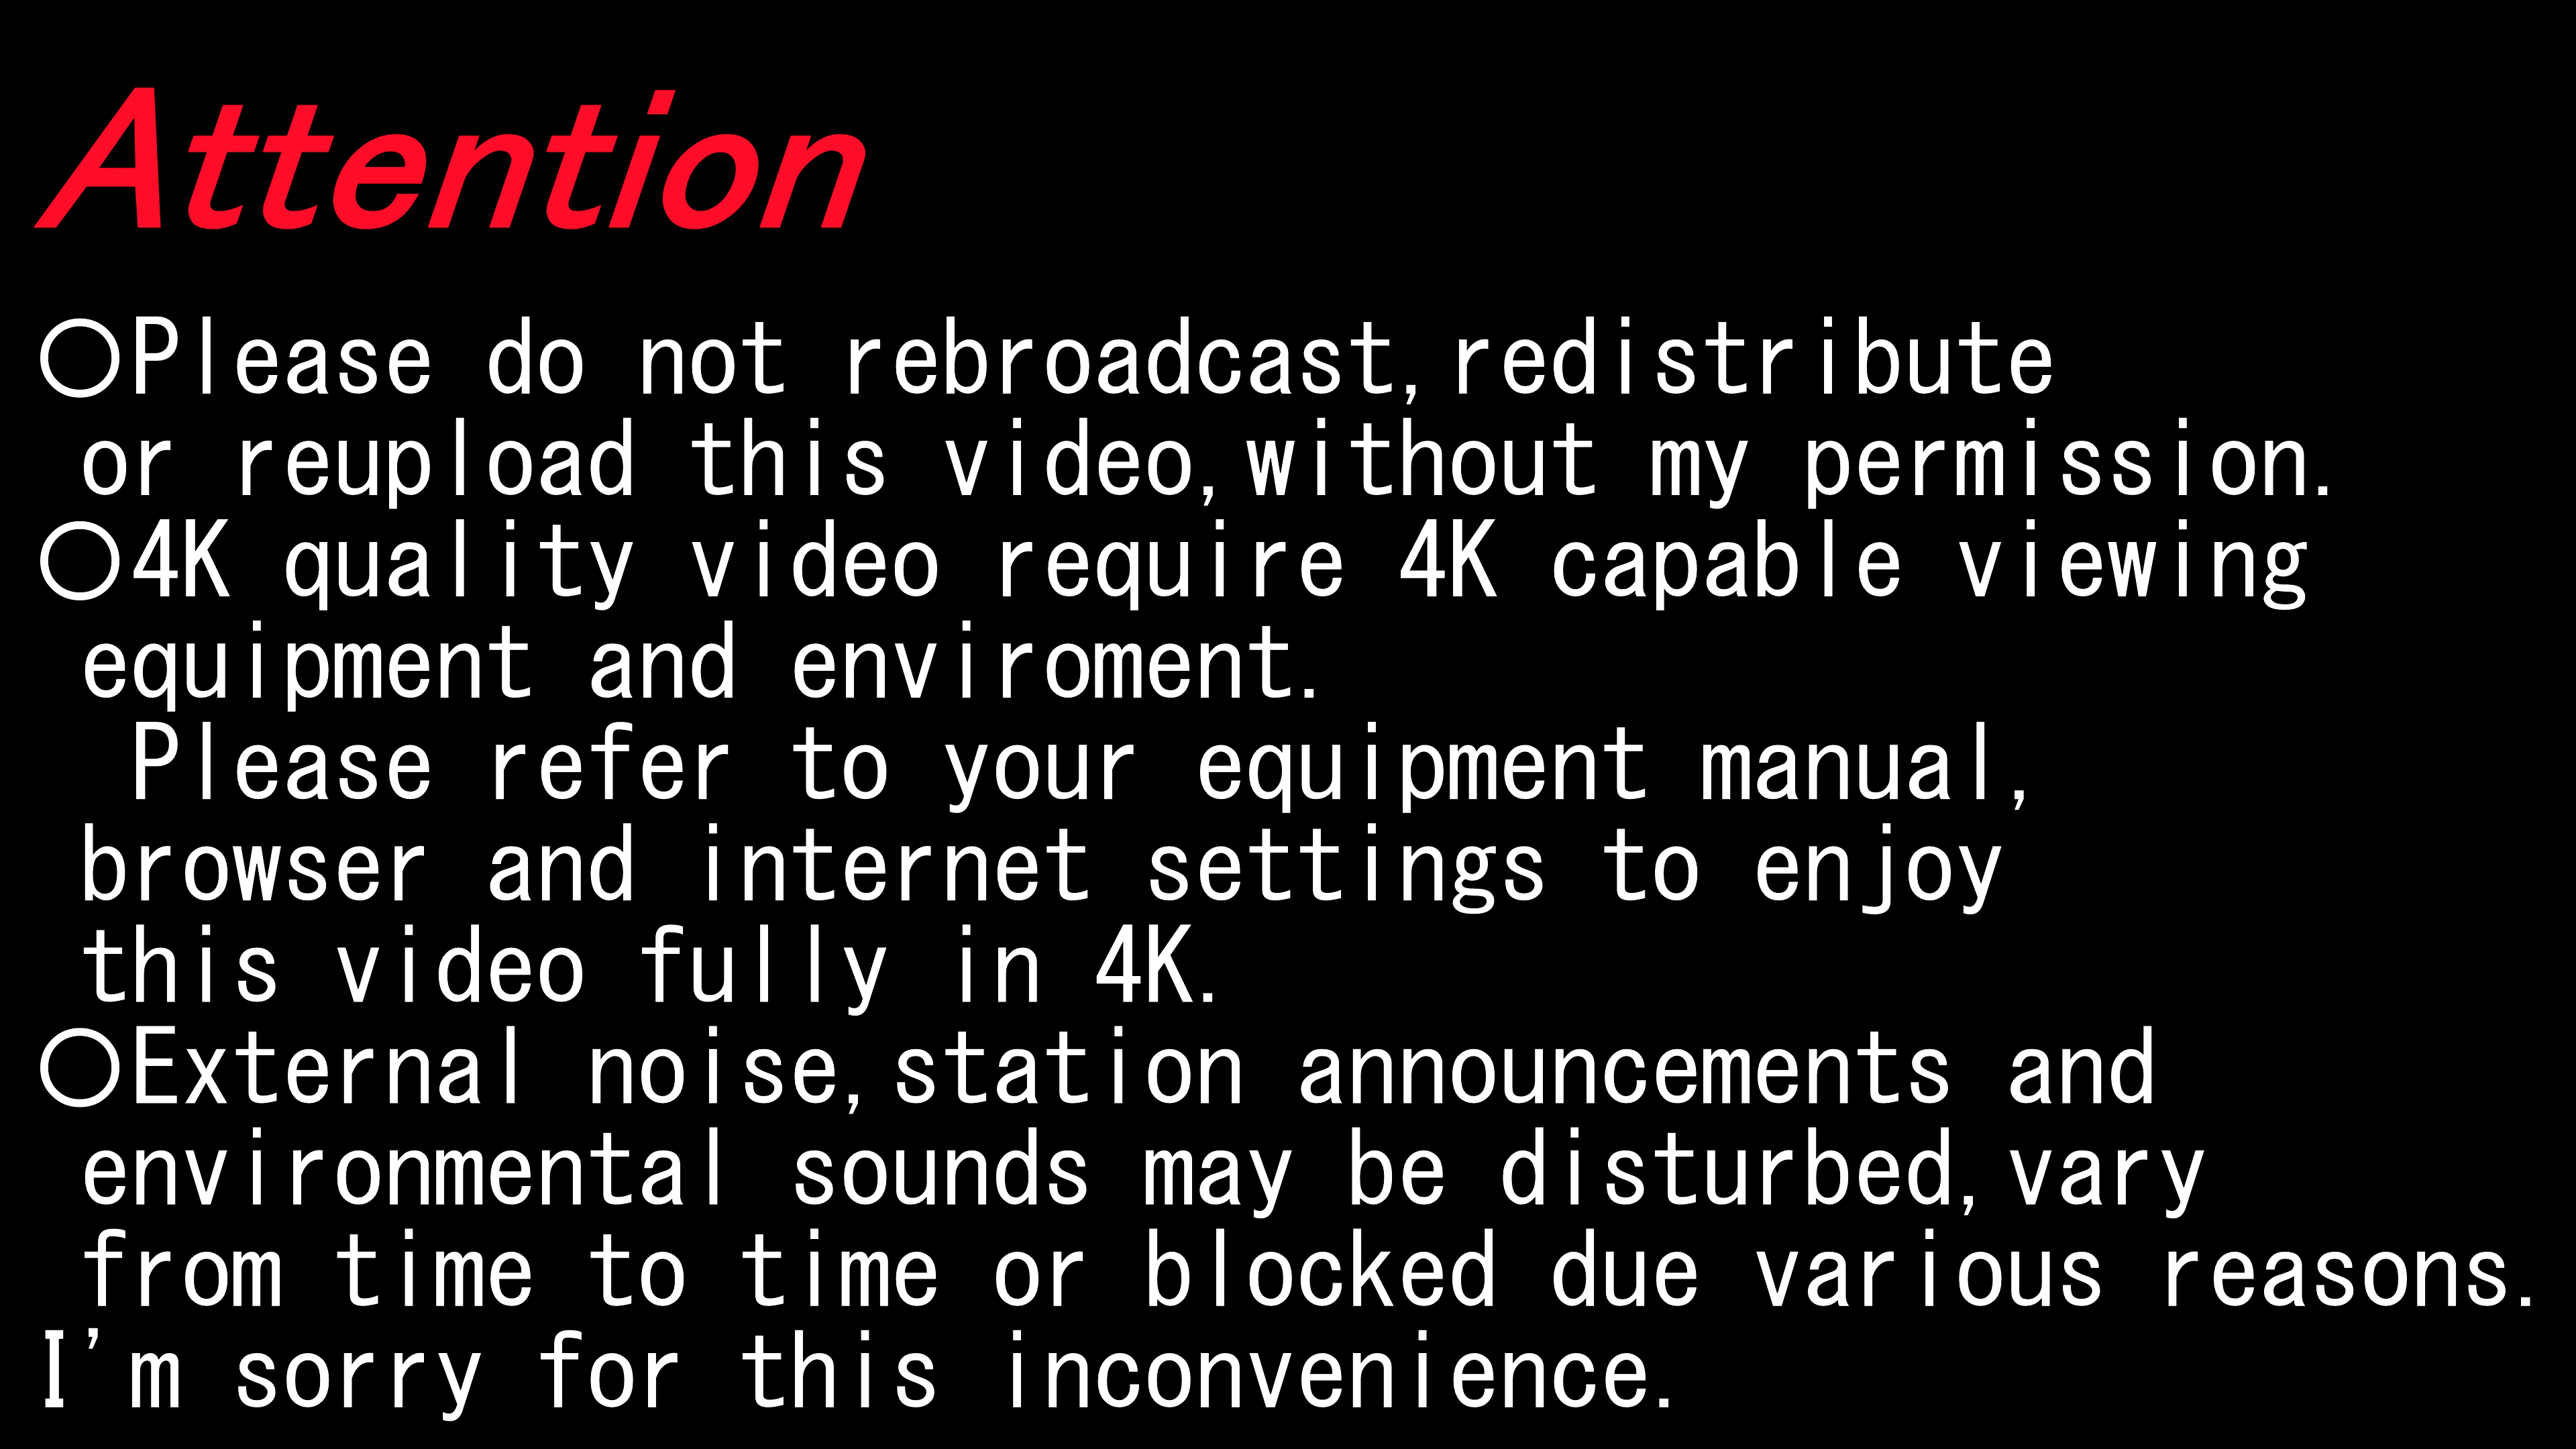 Attention
○Please do not rebroadcast,redistribute
or reupload this video,without my permission.
○4K quality video require 4K capable viewing
equipment and enviroment.
Please refer to your equipment manual,
browser and internet settings to enjoy
this video fully in 4K.
○External noise,station announcements and
environmental sounds may be disturbed,vary
from time to time or blocked due various reasons.
I'm sorry for this inconvenience.